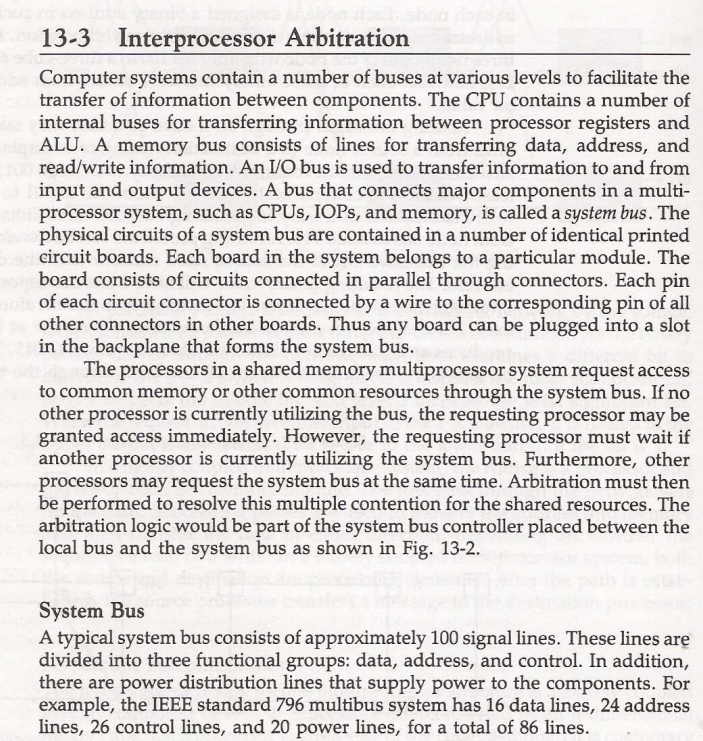 13-3 Interprocessor Arbitration
Computer systems contain a number of buses at various levels to facilitate the
transfer of information between components. The CPU contains a number of
internal buses for transferring information between processor registers and
ALU. A memory bus consists of lines for transferring data, address, and
read/write information. An I/O bus is used to transfer information to and from
input and output devices. A bus that connects major components in a multi-
processor system, such as CPUs, IOPs, and memory, is called a system bus. The
physical circuits of a system bus are contained in a number of identical printed
circuit boards. Each board in the system belongs to a particular module. The
board consists of circuits connected in parallel through connectors. Each pin
of each circuit connector is connected by a wire to the corresponding pin of all
other connectors in other boards. Thus any board can be plugged into a slot
in the backplane that forms the system bus.
The processors in a shared memory multiprocessor system request access
to common memory or other common resources through the system bus. If no
other processor is currently utilizing the bus, the requesting processor may be
granted access immediately. However, the requesting processor must wait if
another processor is currently utilizing the system bus. Furthermore, other
processors may request the system bus at the same time. Arbitration must then
be performed to resolve this multiple contention for the shared resources. The
arbitration logic would be part of the system bus controller placed between the
local bus and the system bus as shown in Fig. 13-2.
System Bus
A typical system bus consists of approximately 100 signal lines. These lines are
divided into three functional groups: data, address, and control. In addition,
there are power distribution lines that supply power to the components. For
example, the IEEE standard 796 multibus system has 16 data lines, 24 address
lines, 26 control lines, and 20 power lines, for a total of 86 lines.